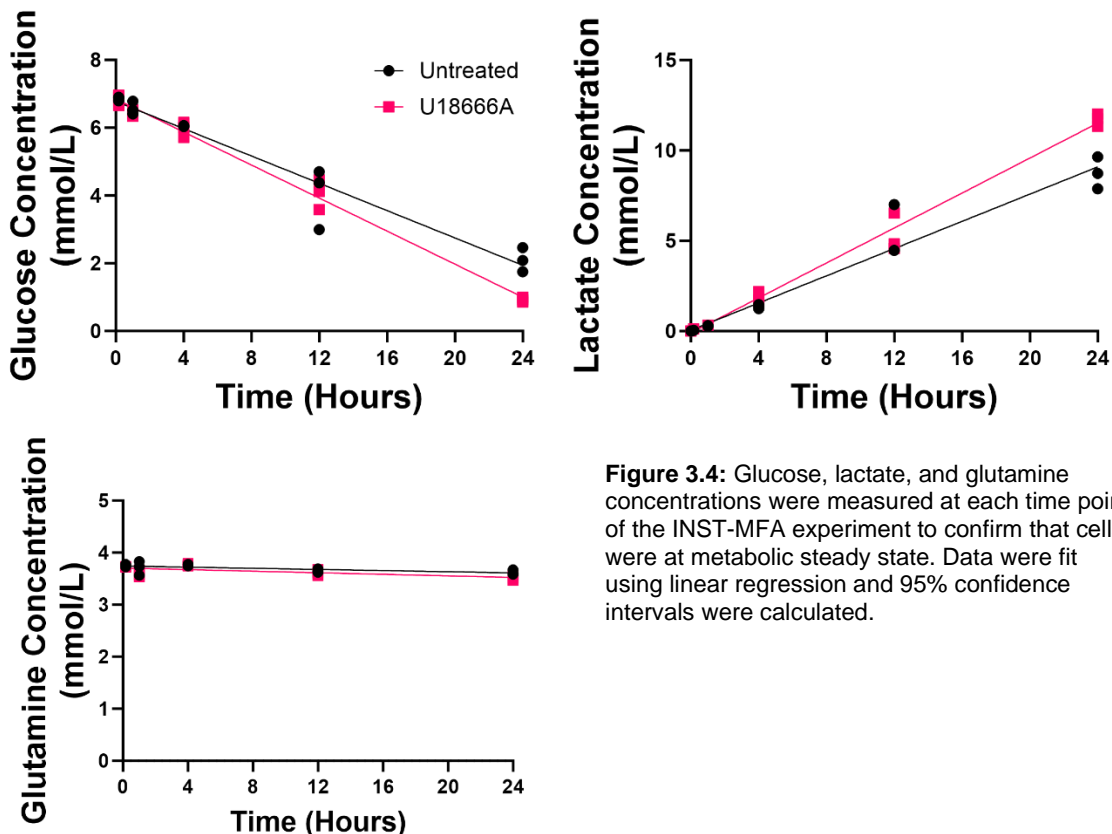 Glucose Concentration
(mmol/L)
8
6
4
2
0
0 4 8 12 16 20 24
Time (Hours)
Untreated
U18666A
Lactate Concentration
(mmol/L)
15
10
5
0
0 4 8 12 16 20 24
Time (Hours)
Glutamine Concentration
(mmol/L)
5
4
3
2
1
0
0 4 8 12 16 20 24
Time (Hours)
Figure 3.4: Glucose, lactate, and glutamine
concentrations were measured at each time poi
of the INST-MFA experiment to confirm that cell
were at metabolic steady state. Data were fit
using linear regression and 95% confidence
intervals were calculated.